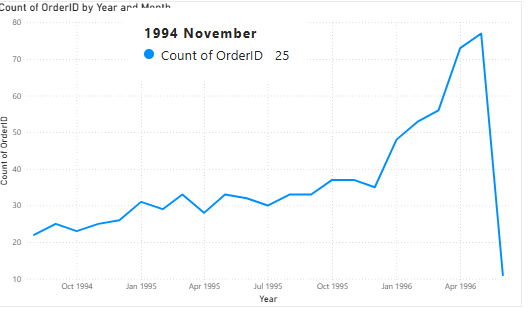 Count of OrderID by Year and Month
1994 November
Count of OrderID 25
80
70
60
50
40
30
20
10
Count of OrderID
Oct 1994
Jan 1995
Apr 1995
Jul 1995
Oct 1995
Jan 1996
Apr 1996
Year